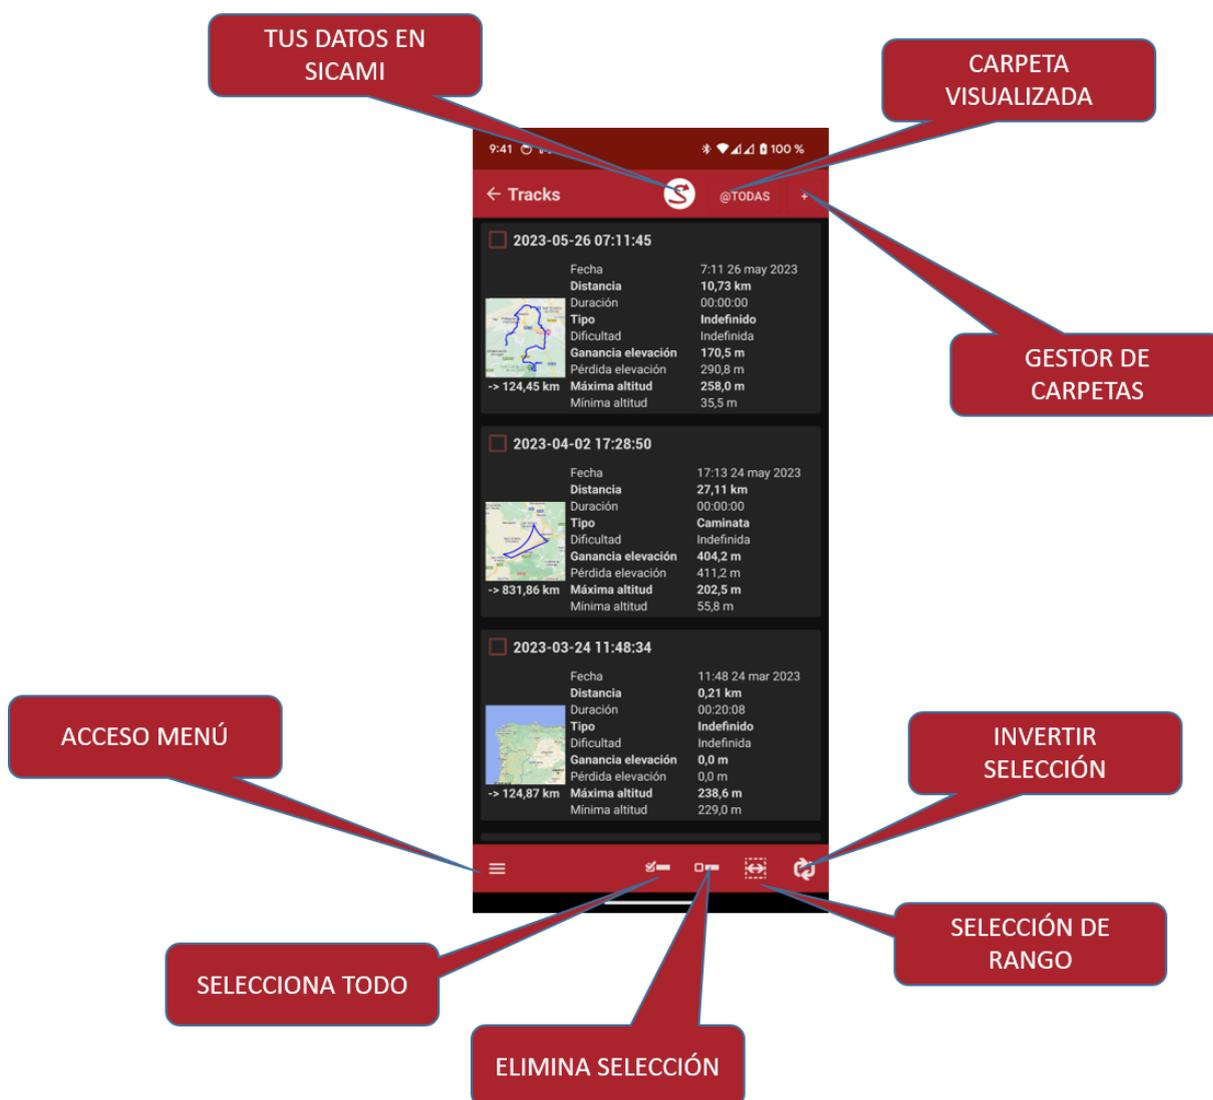 TUS DATOS EN
SICAMI
CARPETA
VISUALIZADA
9:41 100 %
← Tracks @TODAS +
2023-05-26 07:11:45
Fecha 7:11 26 may 2023
Distancia 10,73 km
Duración 00:00:00
Tipo Indefinido
Dificultad Indefinida
Ganancia elevación 170,5 m
Pérdida elevación 290,8 m
-> 124,45 km Máxima altitud 258,0 m
Mínima altitud 35,5 m
GESTOR DE
CARPETAS
2023-04-02 17:28:50
Fecha 17:13 24 may 2023
Distancia 27,11 km
Duración 00:00:00
Tipo Caminata
Dificultad Indefinida
Ganancia elevación 404,2 m
Pérdida elevación 411,2 m
-> 831,86 km Máxima altitud 202,5 m
Mínima altitud 55,8 m
2023-03-24 11:48:34
Fecha 11:48 24 mar 2023
Distancia 0,21 km
Duración 00:20:08
Tipo Indefinido
Dificultad Indefinida
Ganancia elevación 0,0 m
Pérdida elevación 0,0 m
-> 124,87 km Máxima altitud 238,6 m
Mínima altitud 229,0 m
ACCESO MENÚ
INVERTIR
SELECCIÓN
SELECCIÓN DE
RANGO
SELECCIONA TODO
ELIMINA SELECCIÓN